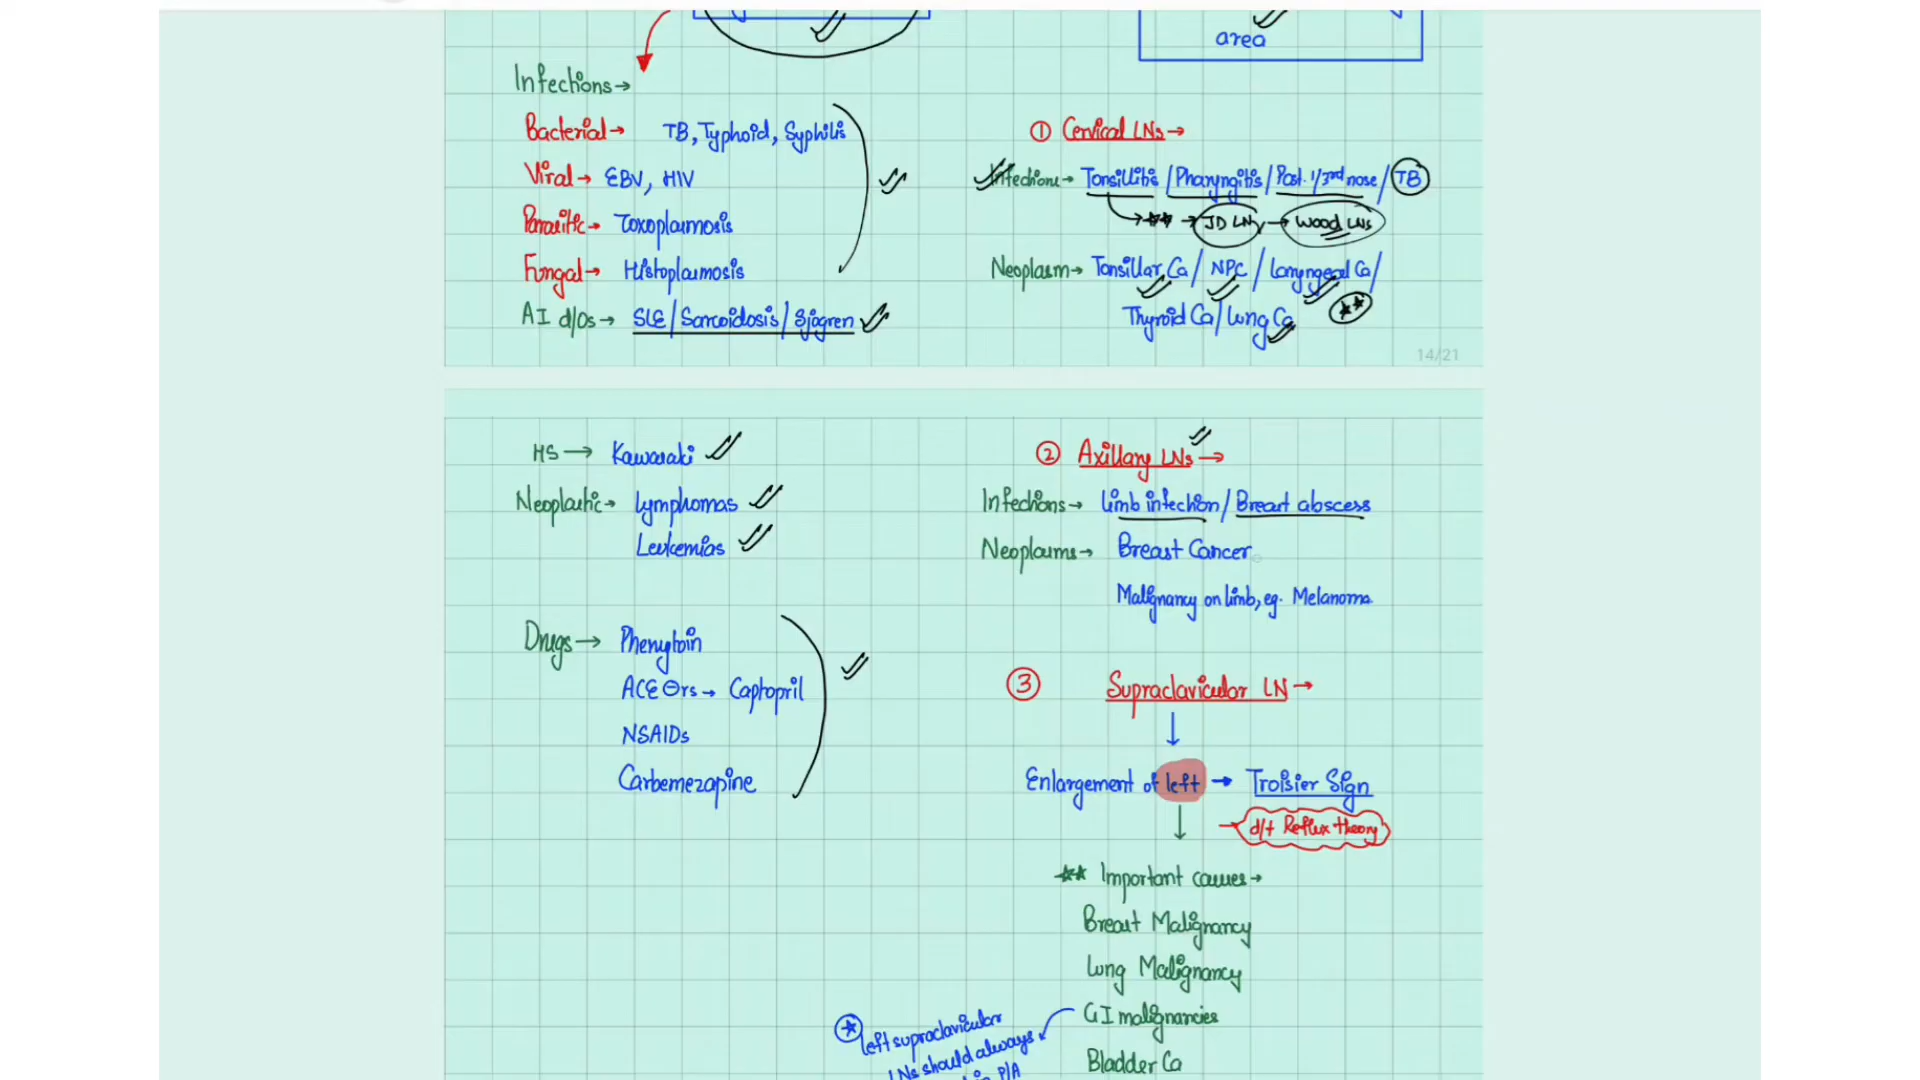 area
Infections→
Bacterial→ TB, Typhoid, Syphilis
Viral→ EBV, HIV
Parasitic→ Toxoplasmosis
Fungal→ Histoplasmosis
AI d/Os→ SLE/Sarcoidosis/Sjogren
① Cervical LNs→
Infections→ Tonsillitis/Pharyngitis/Post. 1/3rd nose/TB
→**→ JD LN → Wood LNs
Neoplasm→ Tonsillar Ca/NPC/Laryngeal Ca/
Thyroid Ca/Lung Ca **
14/21
HS→ Kawasaki
Neoplastic→ Lymphomas
Leukemias
Drugs→ Phenytoin
ACE⊖rs→ Captopril
NSAIDs
Carbemezapine
② Axillary LNs→
Infections→ Limb infection/Breast abscess
Neoplasms→ Breast Cancer
Malignancy on limb, eg. Melanoma
③ Supraclavicular LN→
Enlargement of left → Troisier Sign
d/t Reflux theory
** Important causes→
Breast Malignancy
Lung Malignancy
GI malignancies
Bladder Ca
left supraclavicular
LNs should always
P/A